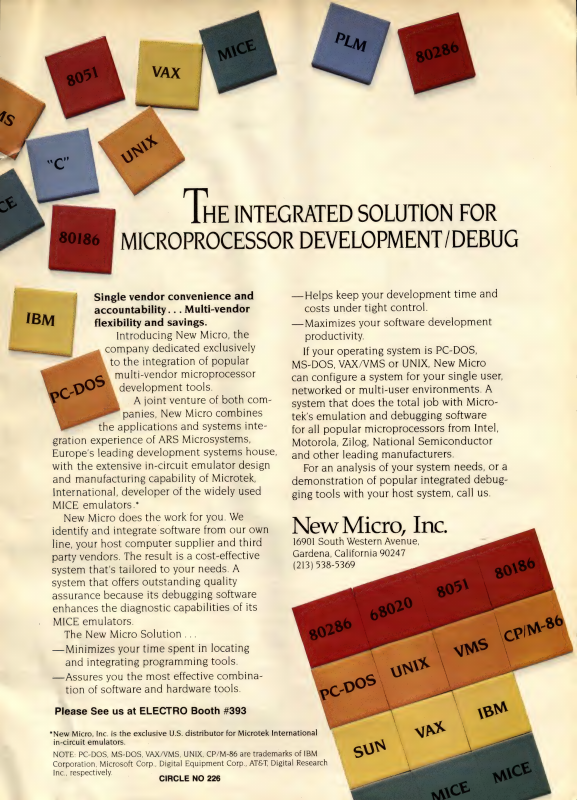 8051
VAX
MICE
PLM
80286
MS
"C"
UNIX
CE
80186
THE INTEGRATED SOLUTION FOR
MICROPROCESSOR DEVELOPMENT/DEBUG
IBM
PC-DOS
Single vendor convenience and
accountability... Multi-vendor
flexibility and savings.
Introducing New Micro, the
company dedicated exclusively
to the integration of popular
multi-vendor microprocessor
development tools.
A joint venture of both com-
panies, New Micro combines
the applications and systems inte-
gration experience of ARS Microsystems,
Europe's leading development systems house,
with the extensive in-circuit emulator design
and manufacturing capability of Microtek,
International, developer of the widely used
MICE emulators.*
New Micro does the work for you. We
identify and integrate software from our own
line, your host computer supplier and third
party vendors. The result is a cost-effective
system that's tailored to your needs. A
system that offers outstanding quality
assurance because its debugging software
enhances the diagnostic capabilities of its
MICE emulators.
The New Micro Solution...
—Minimizes your time spent in locating
and integrating programming tools.
—Assures you the most effective combina-
tion of software and hardware tools.
—Helps keep your development time and
costs under tight control.
—Maximizes your software development
productivity.
If your operating system is PC-DOS,
MS-DOS, VAX/VMS or UNIX, New Micro
can configure a system for your single user,
networked or multi-user environments. A
system that does the total job with Micro-
tek's emulation and debugging software
for all popular microprocessors from Intel,
Motorola, Zilog, National Semiconductor
and other leading manufacturers.
For an analysis of your system needs, or a
demonstration of popular integrated debug-
ging tools with your host system, call us.
New Micro, Inc.
16901 South Western Avenue,
Gardena, California 90247
(213) 538-5369
Please See us at ELECTRO Booth #393
*New Micro, Inc. is the exclusive U.S. distributor for Microtek International
in-circuit emulators.
NOTE: PC-DOS, MS-DOS, VAX/VMS, UNIX, CP/M-86 are trademarks of IBM
Corporation, Microsoft Corp., Digital Equipment Corp., AT&T, Digital Research
Inc., respectively.
CIRCLE NO 226
80286 68020 8051 80186
PC-DOS UNIX VMS CP/M-86
SUN VAX IBM
MICE MICE